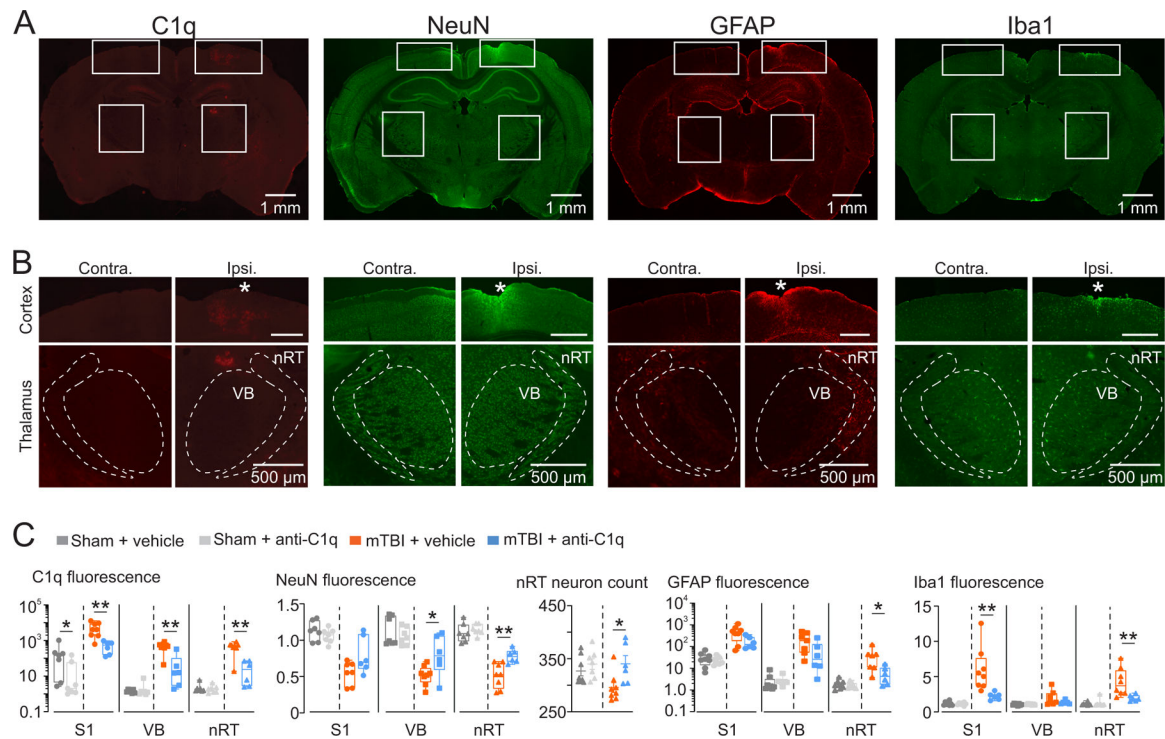 A
C1q
NeuN
GFAP
Iba1
1 mm
1 mm
1 mm
1 mm
B
Contra.
Ipsi.
Contra.
Ipsi.
Contra.
Ipsi.
Contra.
Ipsi.
Cortex
*
*
*
*
Thalamus
nRT
VB
500 µm
nRT
VB
500 µm
nRT
VB
500 µm
nRT
VB
500 µm
C
Sham + vehicle
Sham + anti-C1q
mTBI + vehicle
mTBI + anti-C1q
C1q fluorescence
10⁵
10³
10
0.1
*
**
**
**
S1
VB
nRT
NeuN fluorescence
1.5
1.0
0.5
0
*
**
S1
VB
nRT
nRT neuron count
450
350
250
*
GFAP fluorescence
10⁴
10³
10²
10
1.0
0.1
*
S1
VB
nRT
Iba1 fluorescence
15
10
5
0
**
**
S1
VB
nRT